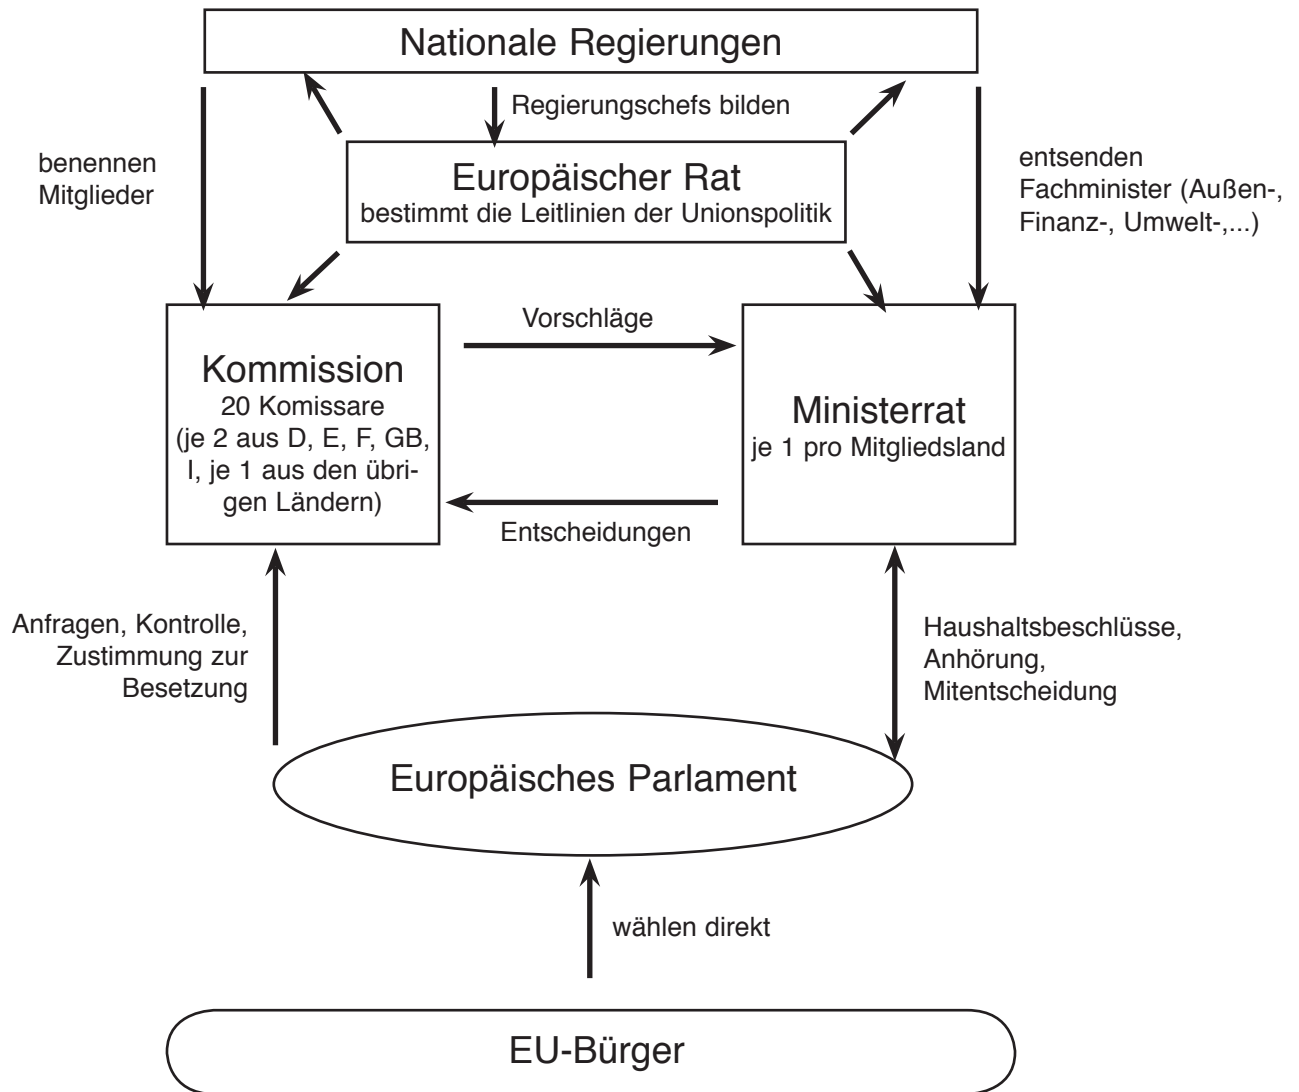 Nationale Regierungen
Regierungschefs bilden
benennen
Mitglieder
Europäischer Rat
bestimmt die Leitlinien der Unionspolitik
entsenden
Fachminister (Außen-,
Finanz-, Umwelt-,...)
Vorschläge
Kommission
20 Komissare
(je 2 aus D, E, F, GB,
I, je 1 aus den übri-
gen Ländern)
Ministerrat
je 1 pro Mitgliedsland
Entscheidungen
Anfragen, Kontrolle,
Zustimmung zur
Besetzung
Haushaltsbeschlüsse,
Anhörung,
Mitentscheidung
Europäisches Parlament
wählen direkt
EU-Bürger